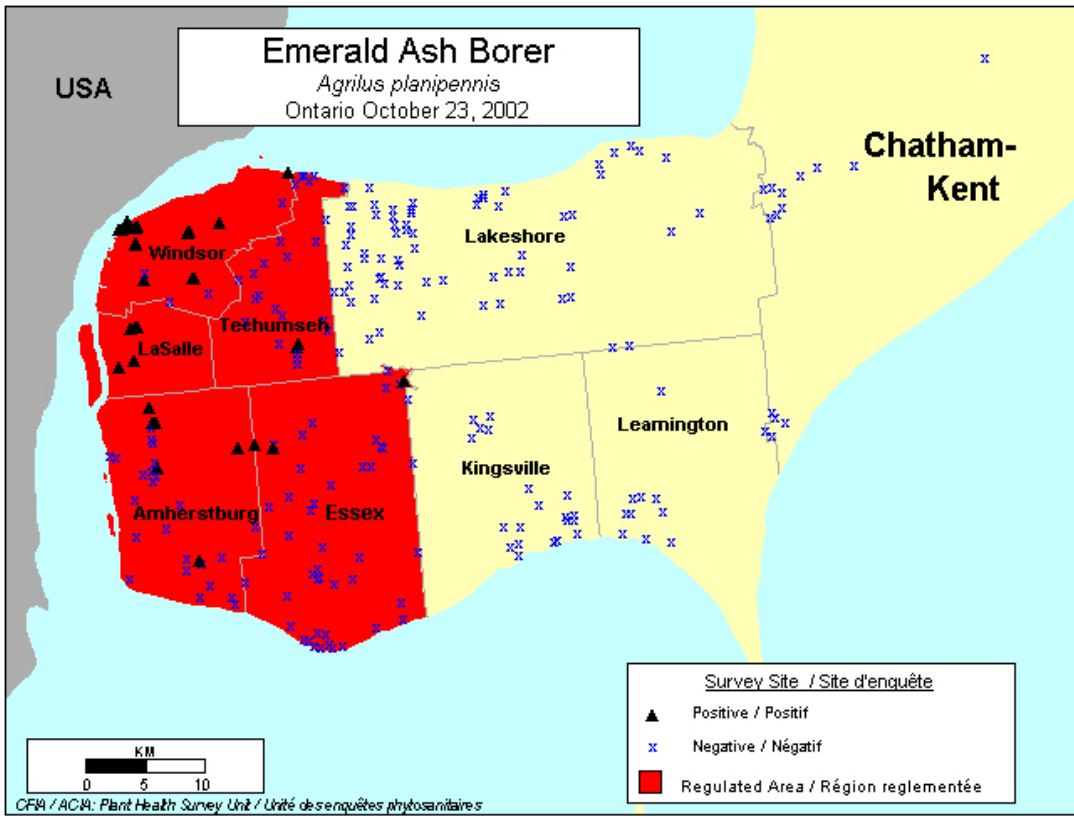 Emerald Ash Borer
Agrilus planipennis
Ontario October 23, 2002
USA
Chatham-
Kent
Lakeshore
Windsor
Techumseh
LaSalle
Leamington
Kingsville
Amherstburg
Essex
Survey Site / Site d'enquête
Positive / Positif
Negative / Négatif
Regulated Area / Région reglementée
KM
0 5 10
CFIA / ACIA: Plant Health Survey Unit / Unité des enquêtes phytosanitaires